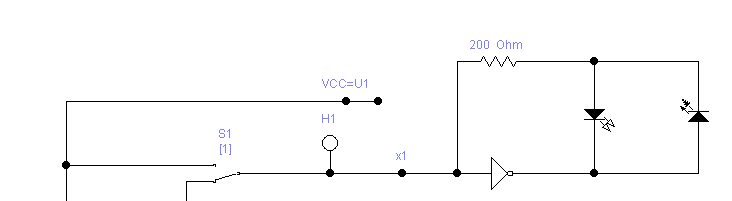 200 Ohm
VCC=U1
H1
S1
[1]
x1